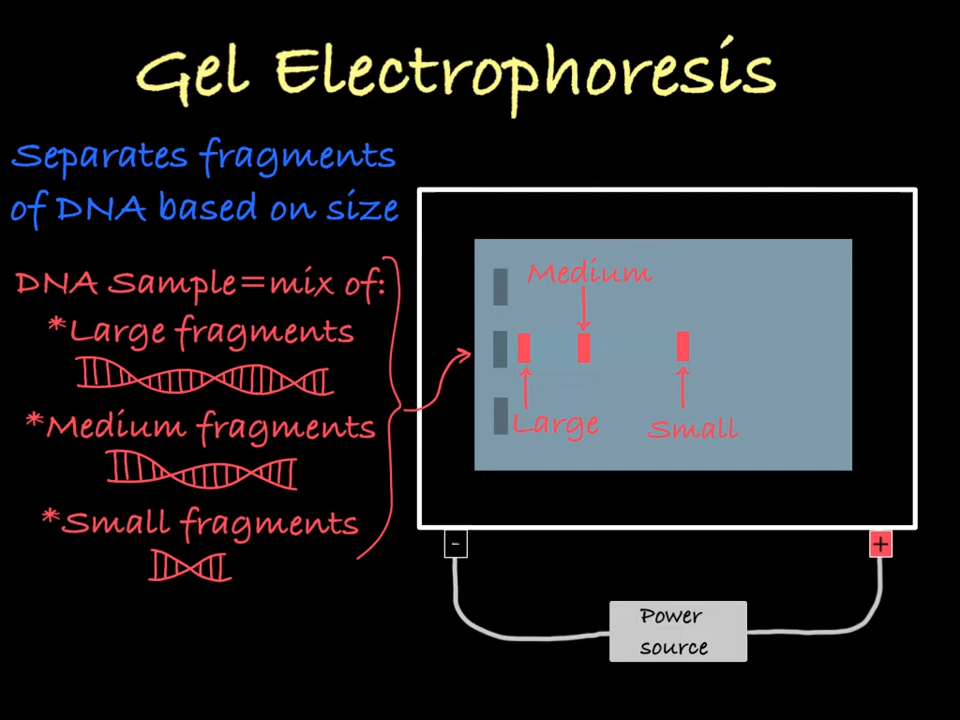 Gel Electrophoresis
Separates fragments
of DNA based on size
DNA Sample=mix of:
*Large fragments
*Medium fragments
*Small fragments
Medium
Large
Small
-
+
Power
source